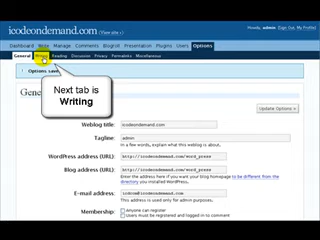 icodeondemand.com (View site »)
Howdy, admin. [Sign Out, My Profile]
Dashboard Write Manage Comments Blogroll Presentation Plugins Users Options
General Writing Reading Discussion Privacy Permalinks Miscellaneous
Options saved.
Next tab is
Writing
Update Options »
Weblog title: icodeondemand.com
Tagline: admin
In a few words, explain what this weblog is about.
WordPress address (URL): http://icodeondemand.com/word_press
Blog address (URL): http://icodeondemand.com/word_press
Enter the address here if you want your blog homepage to be different from the
directory you installed WordPress.
E-mail address:
This address is used only for admin purposes.
Membership: Anyone can register
Users must be registered and logged in to comment